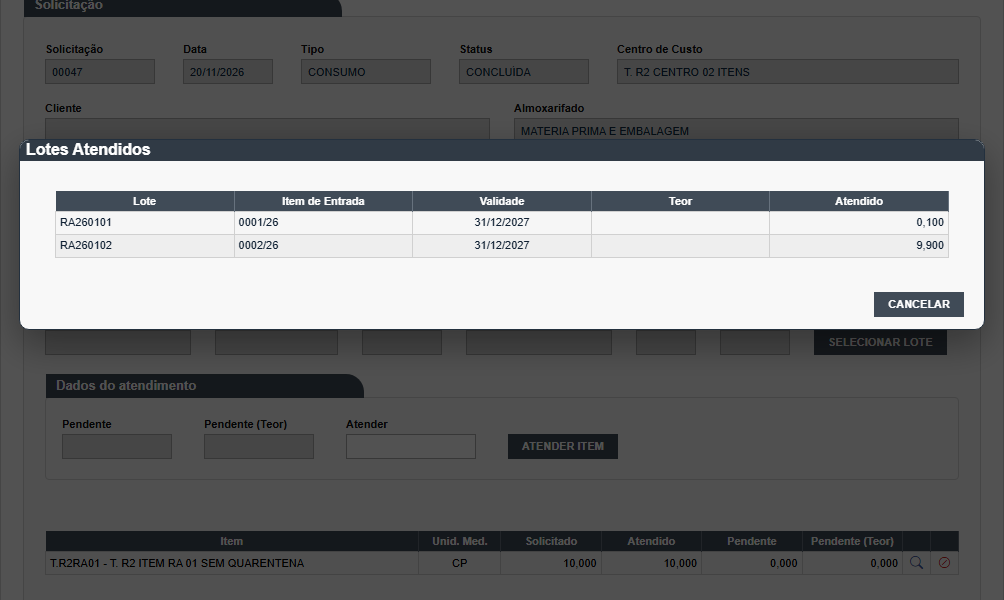 Solicitação
Solicitação Data Tipo Status Centro de Custo
00047 20/11/2026 CONSUMO CONCLUÍDA T. R2 CENTRO 02 ITENS
Cliente Almoxarifado
MATERIA PRIMA E EMBALAGEM
Lotes Atendidos
Lote Item de Entrada Validade Teor Atendido
RA260101 0001/26 31/12/2027 0,100
RA260102 0002/26 31/12/2027 9,900
CANCELAR
SELECIONAR LOTE
Dados do atendimento
Pendente Pendente (Teor) Atender
ATENDER ITEM
Item Unid. Med. Solicitado Atendido Pendente Pendente (Teor)
T.R2RA01 - T. R2 ITEM RA 01 SEM QUARENTENA CP 10,000 10,000 0,000 0,000